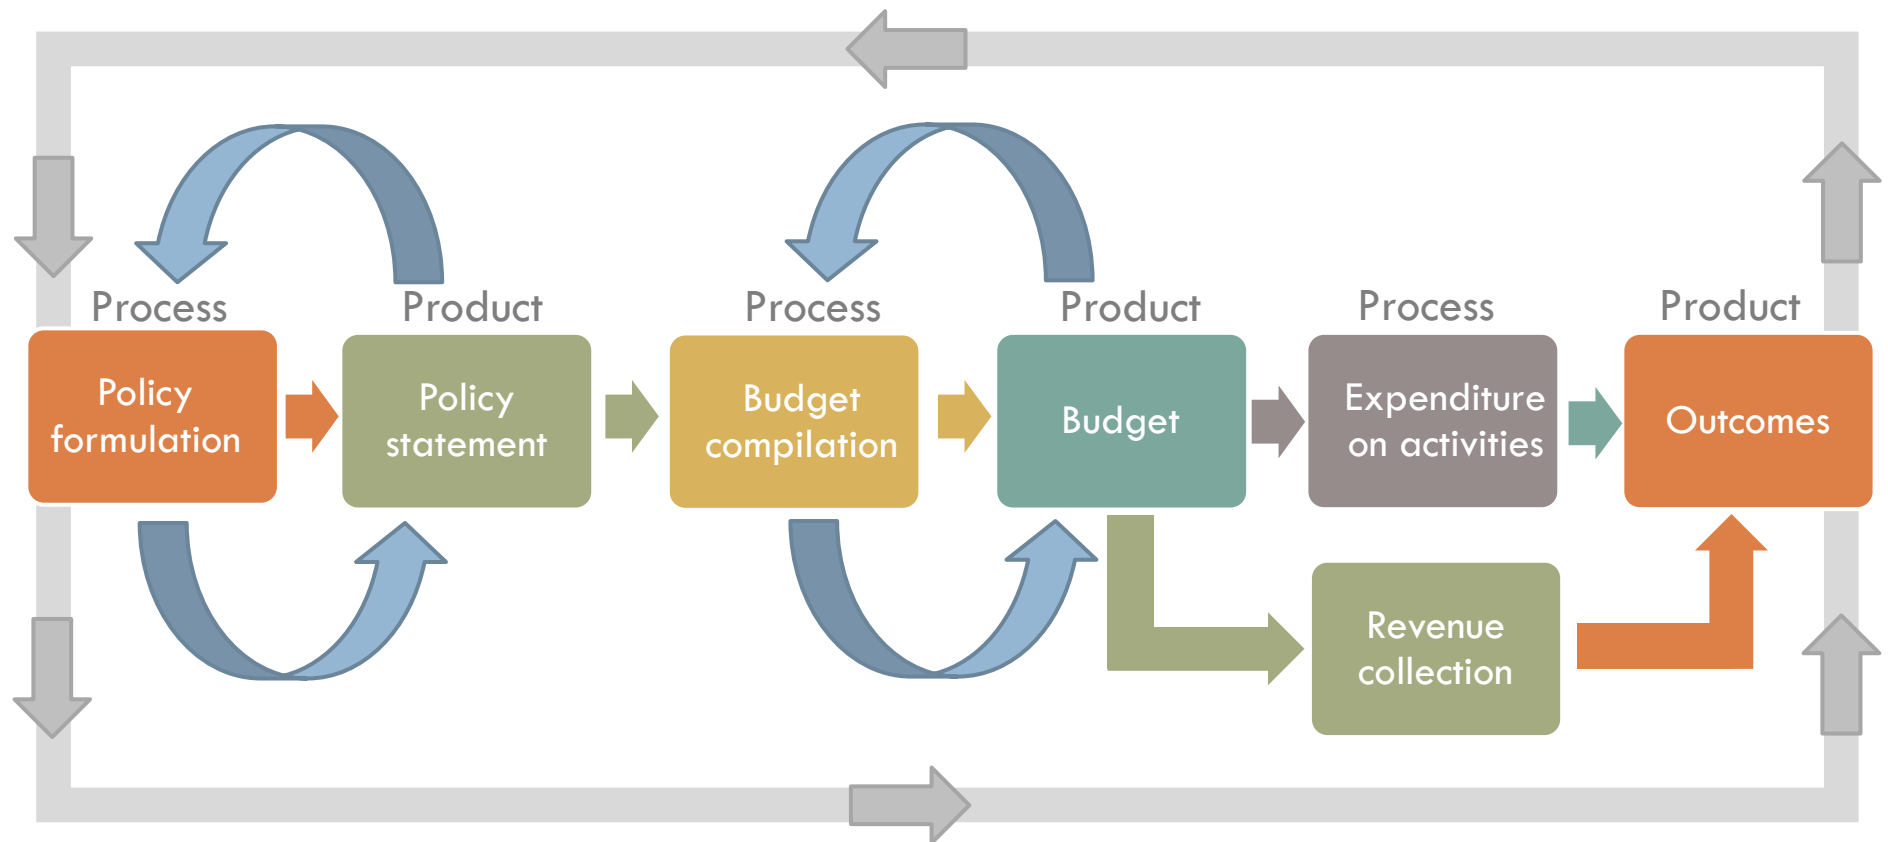 Process
Product
Process
Product
Process
Product
Policy
formulation
Policy
statement
Budget
compilation
Budget
Expenditure
on activities
Outcomes
Revenue
collection